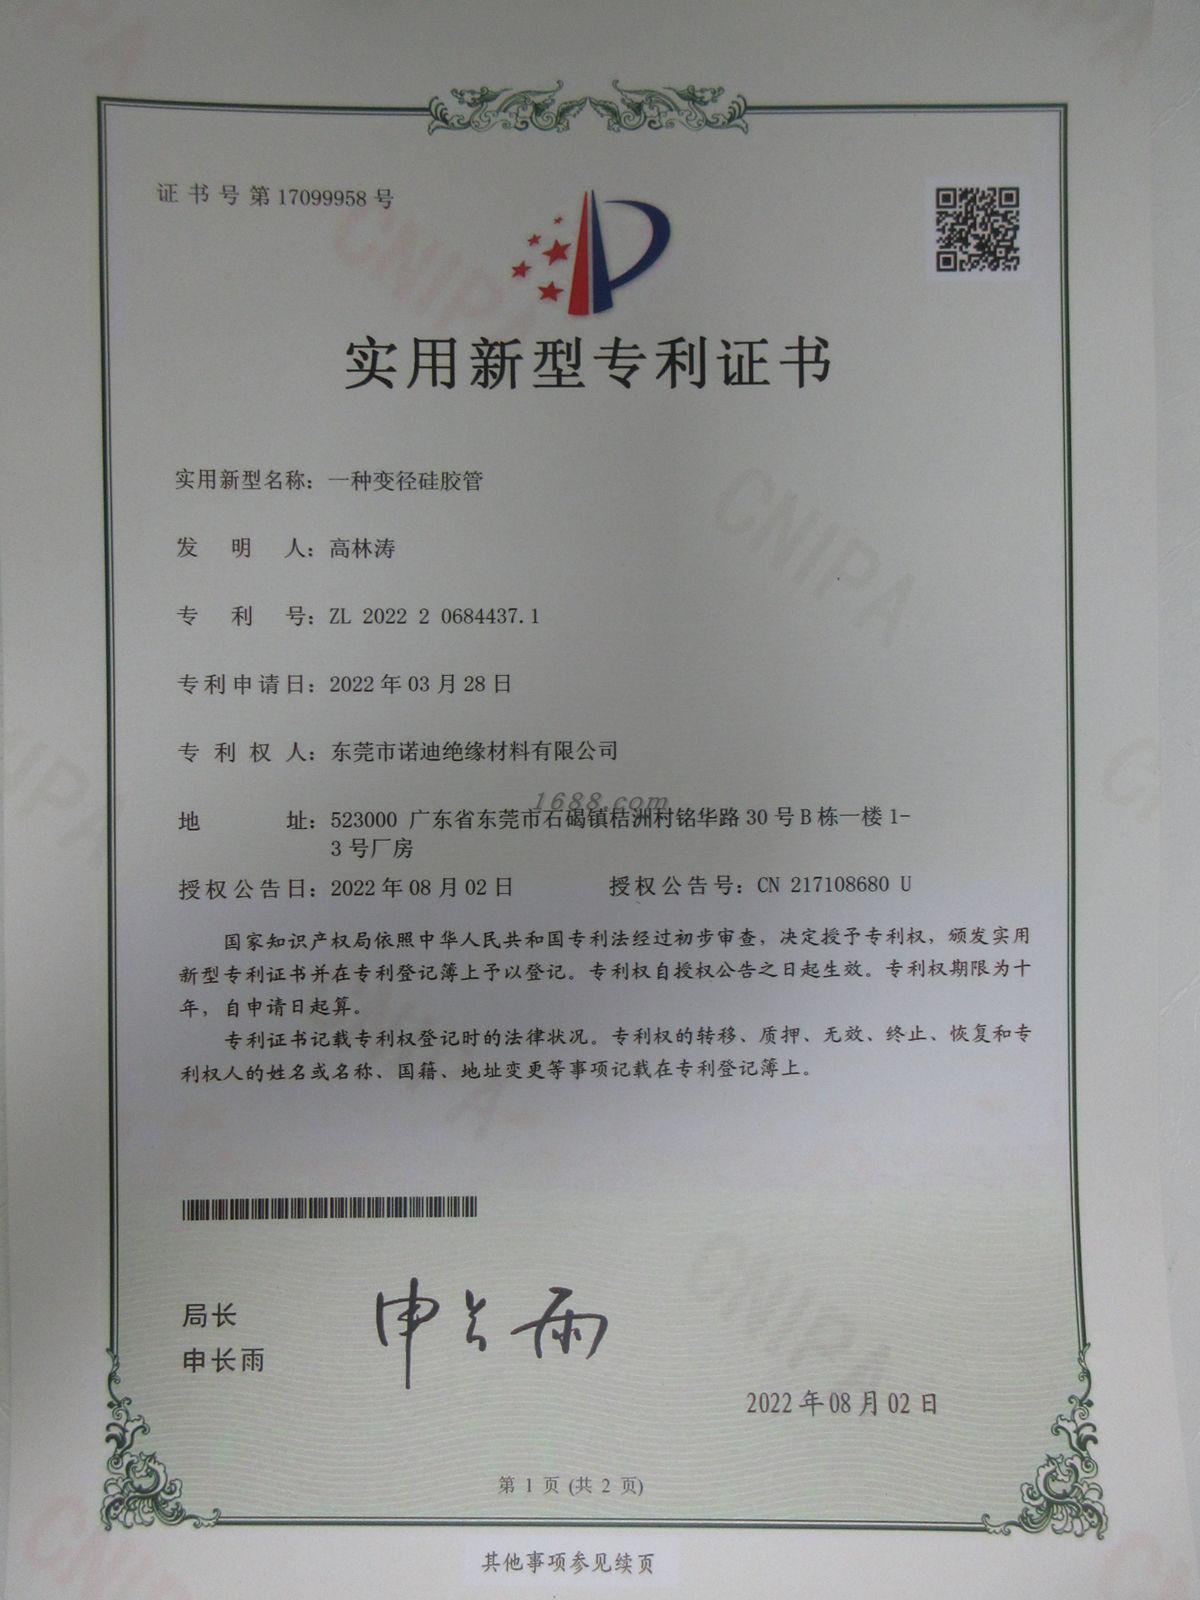 证书号第17099958号
实用新型专利证书
实用新型名称：一种变径硅胶管
发明人：高林涛
专利号：ZL 2022 2 0684437.1
专利申请日：2022年03月28日
专利权人：东莞市诺迪绝缘材料有限公司
1688.com
地址：523000 广东省东莞市石碣镇桔洲村铭华路30号B栋一楼1-
3号厂房
授权公告日：2022年08月02日 授权公告号：CN 217108680 U
国家知识产权局依照中华人民共和国专利法经过初步审查，决定授予专利权，颁发实用
新型专利证书并在专利登记簿上予以登记。专利权自授权公告之日起生效。专利权期限为十
年，自申请日起算。
专利证书记载专利权登记时的法律状况。专利权的转移、质押、无效、终止、恢复和专
利权人的姓名或名称、国籍、地址变更等事项记载在专利登记簿上。
局长
申长雨
申长雨
2022年08月02日
第 1 页 (共 2 页)
其他事项参见续页
CNIPA
CNIPA
CNIPA
CNIPA